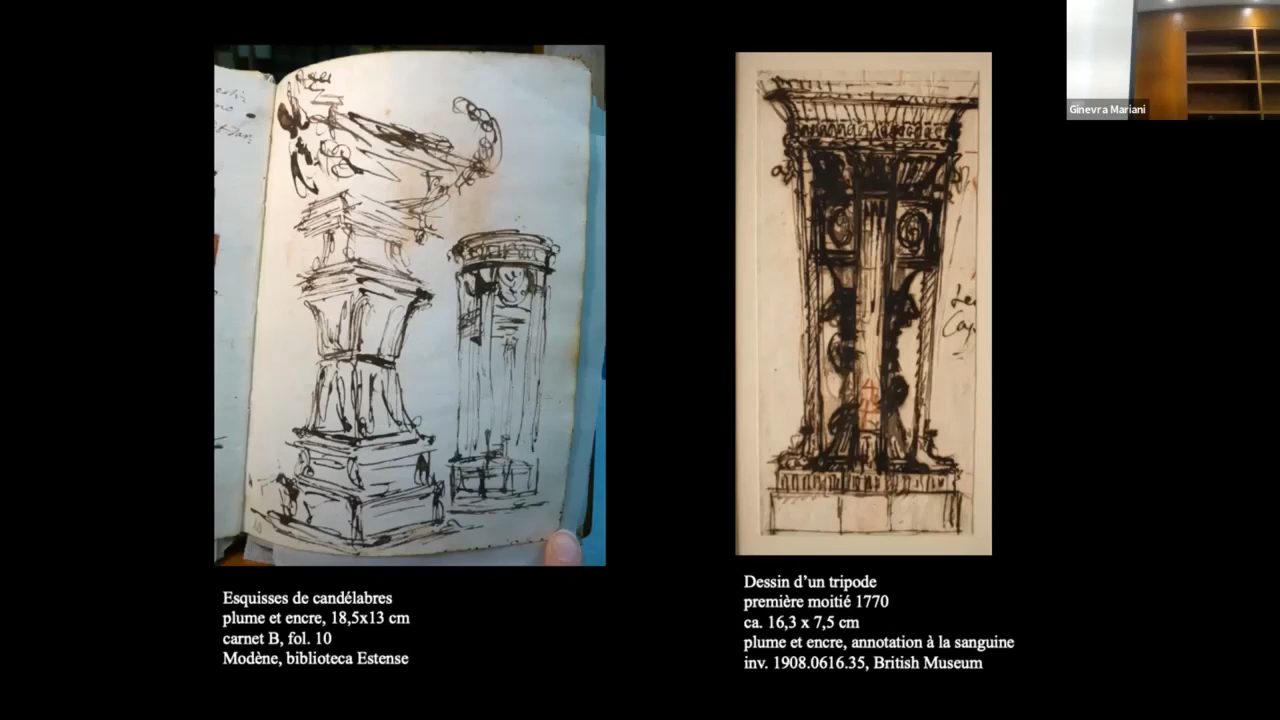 Ginevra Mariani
Esquisses de candélabres
plume et encre, 18,5x13 cm
carnet B, fol. 10
Modène, biblioteca Estense
Dessin d’un tripode
première moitié 1770
ca. 16,3 x 7,5 cm
plume et encre, annotation à la sanguine
inv. 1908.0616.35, British Museum